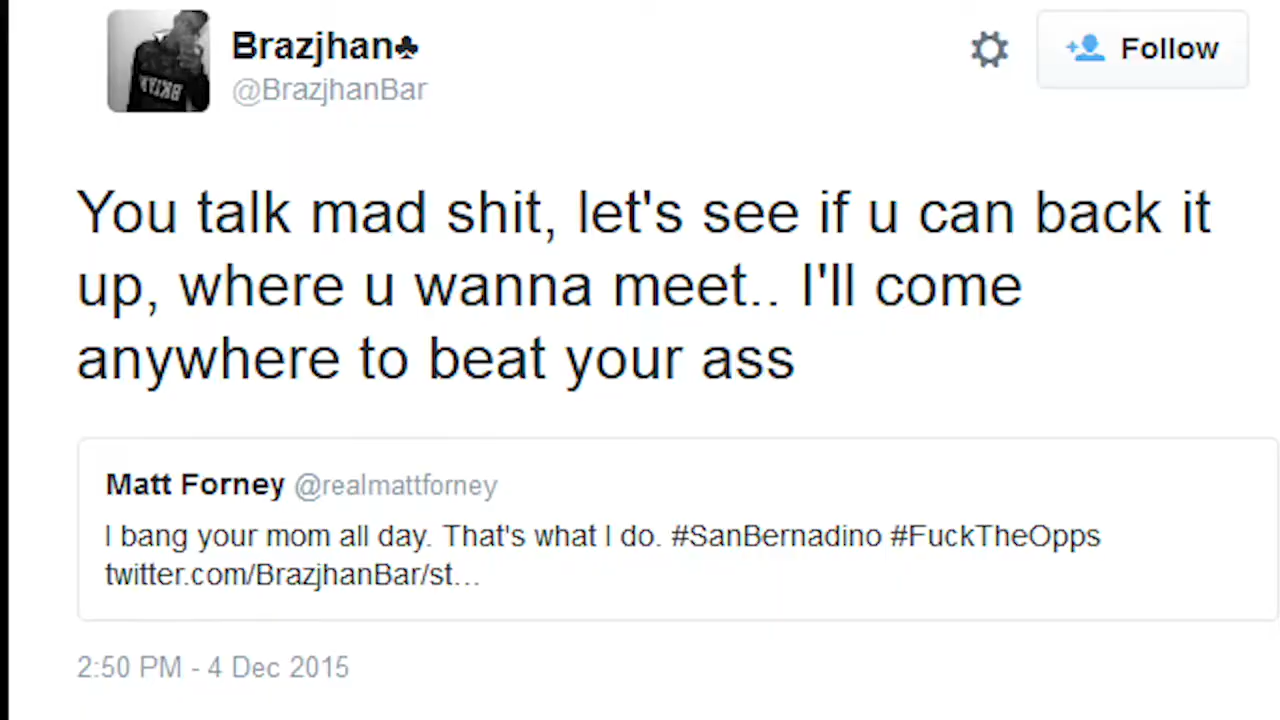 Brazjhan♣
@BrazjhanBar
Follow
You talk mad shit, let's see if u can back it
up, where u wanna meet.. I'll come
anywhere to beat your ass
Matt Forney @realmattforney
I bang your mom all day. That's what I do. #SanBernadino #FuckTheOpps
twitter.com/BrazjhanBar/st...
2:50 PM - 4 Dec 2015